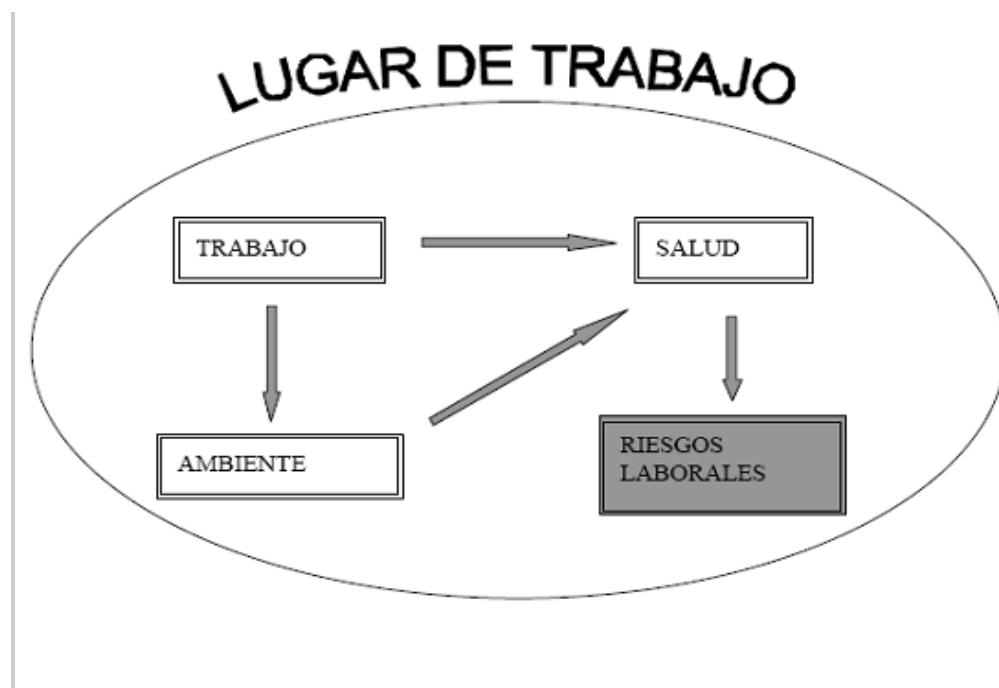 LUGAR DE TRABAJO
TRABAJO
SALUD
AMBIENTE
RIESGOS
LABORALES